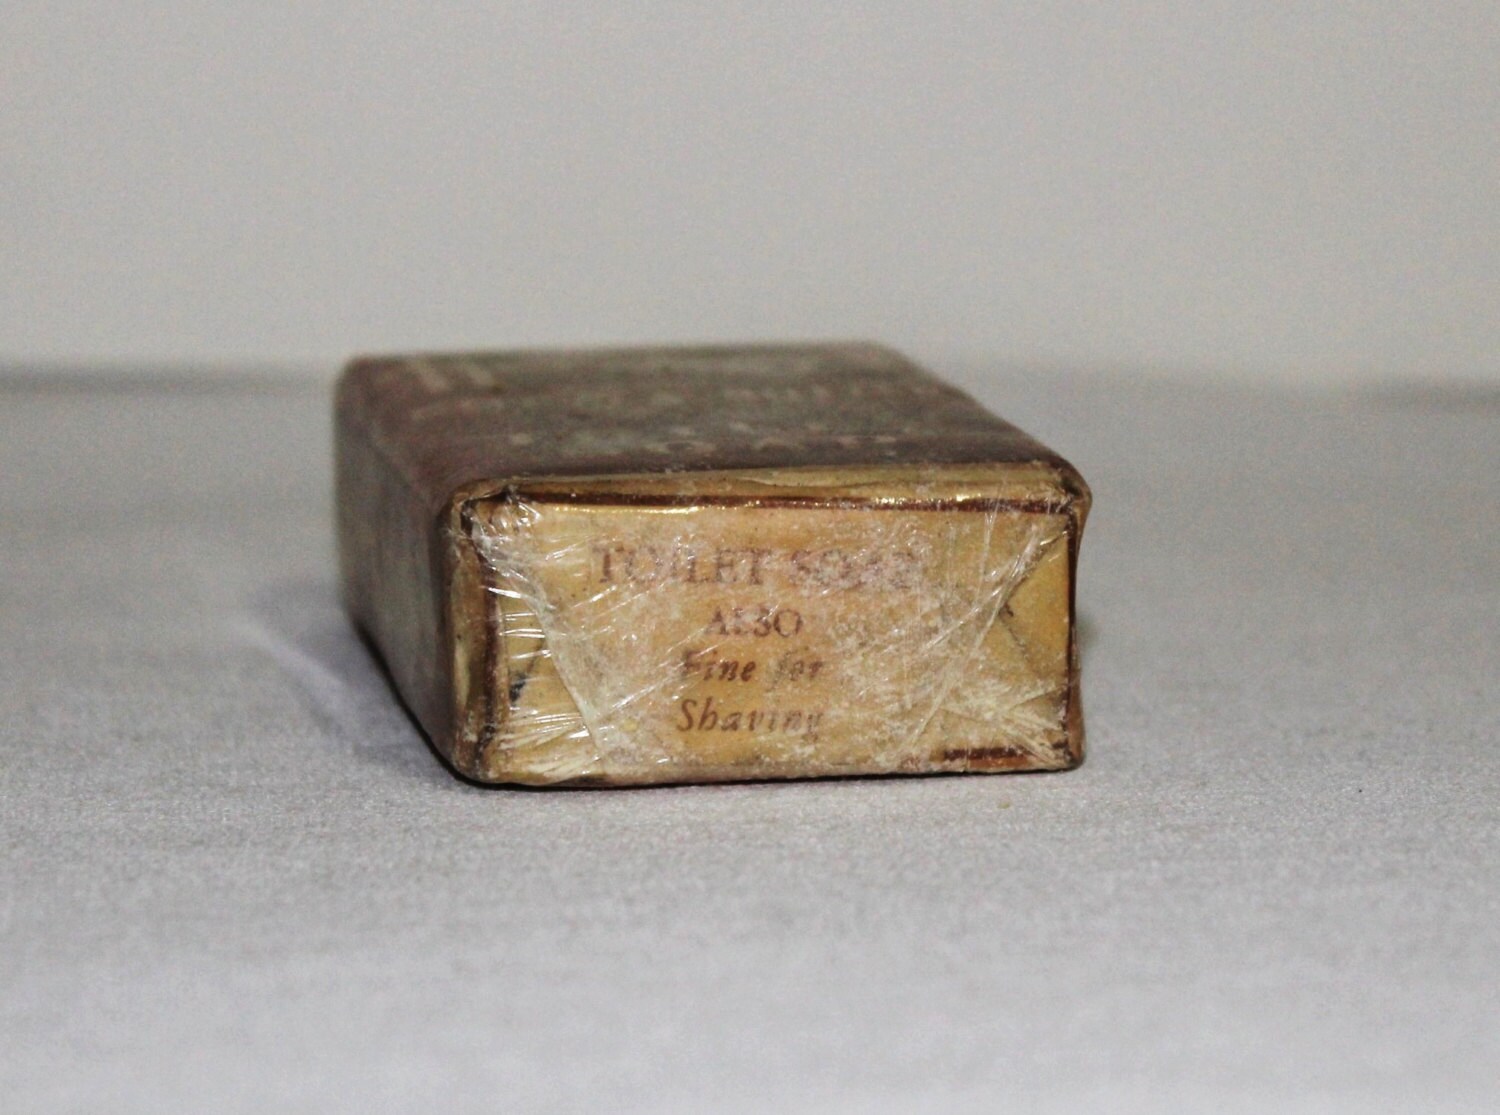 TOILET SOAP
ALSO
Fine for
Shaving